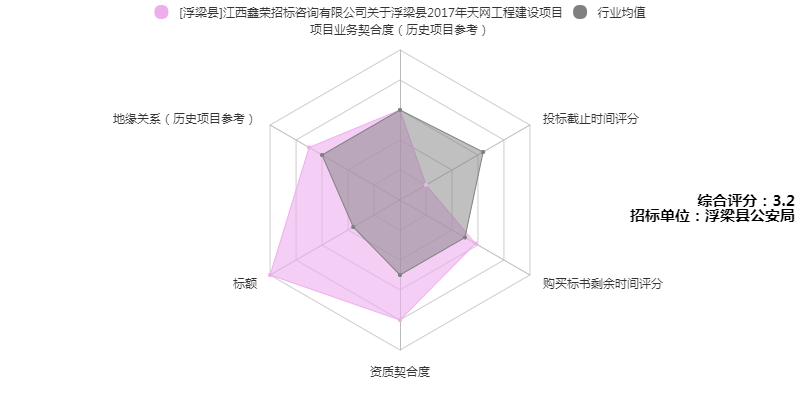 [浮梁县]江西鑫荣招标咨询有限公司关于浮梁县2017年天网工程建设项目 行业均值
项目业务契合度（历史项目参考）
地缘关系（历史项目参考） 投标截止时间评分
综合评分：3.2
招标单位：浮梁县公安局
标额 购买标书剩余时间评分
资质契合度